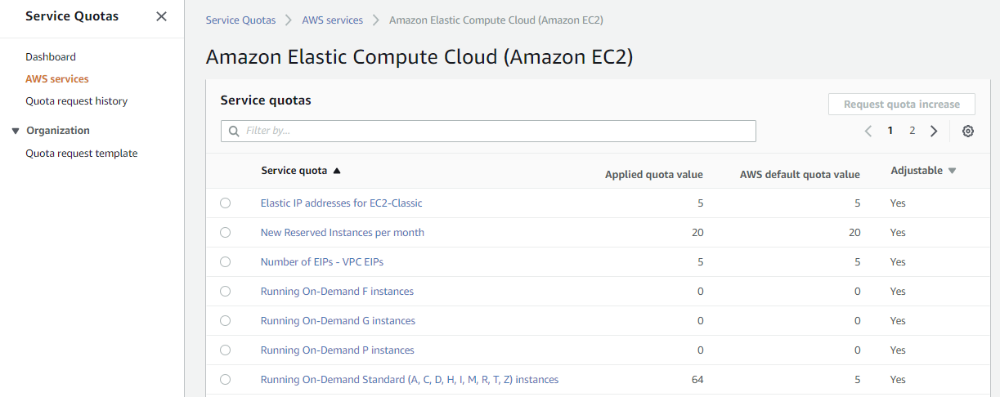 Service Quotas
Dashboard
AWS services
Quota request history
Organization
Quota request template
Service Quotas AWS services Amazon Elastic Compute Cloud (Amazon EC2)
Amazon Elastic Compute Cloud (Amazon EC2)
Service quotas
Request quota increase
Filter by...
1 2
Service quota Applied quota value AWS default quota value Adjustable
Elastic IP addresses for EC2-Classic 5 5 Yes
New Reserved Instances per month 20 20 Yes
Number of EIPs - VPC EIPs 5 5 Yes
Running On-Demand F instances 0 0 Yes
Running On-Demand G instances 0 0 Yes
Running On-Demand P instances 0 0 Yes
Running On-Demand Standard (A, C, D, H, I, M, R, T, Z) instances 64 5 Yes